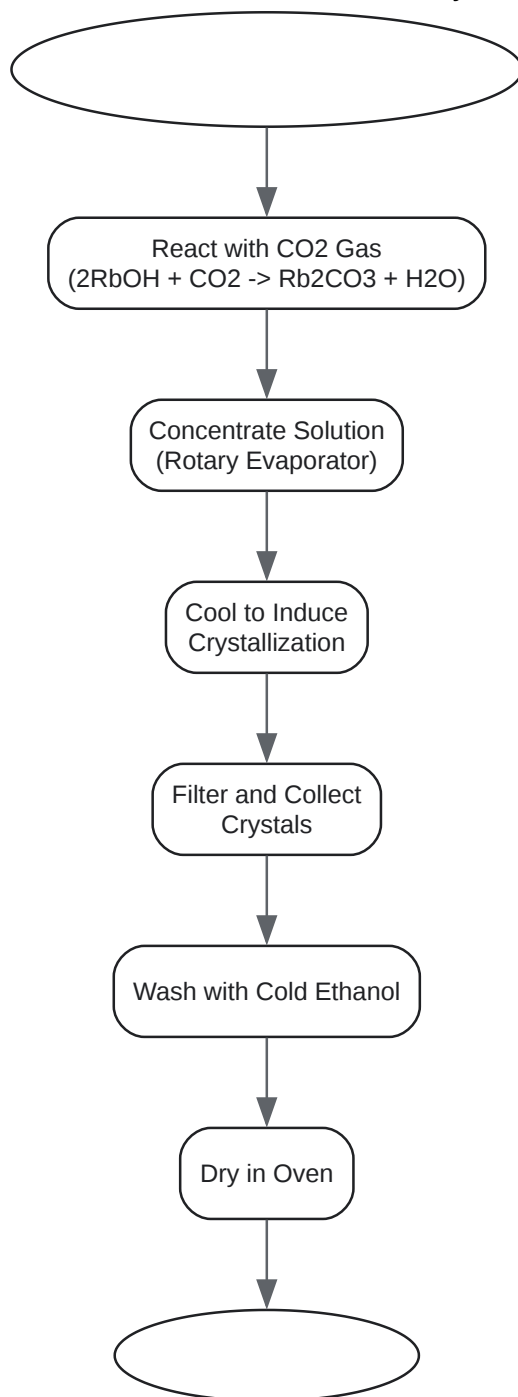 React with CO2 Gas
(2RbOH + CO2 -> Rb2CO3 + H2O)
Concentrate Solution
(Rotary Evaporator)
Cool to Induce
Crystallization
Filter and Collect
Crystals
Wash with Cold Ethanol
Dry in Oven